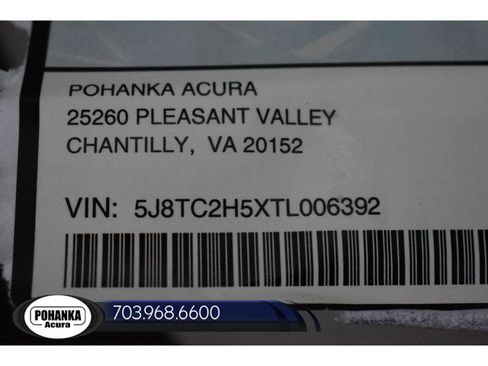 POHANKA ACURA
25260 PLEASANT VALLEY
CHANTILLY, VA 20152
VIN: 5J8TC2H5XTL006392
POHANKA
Acura
703.968.6600